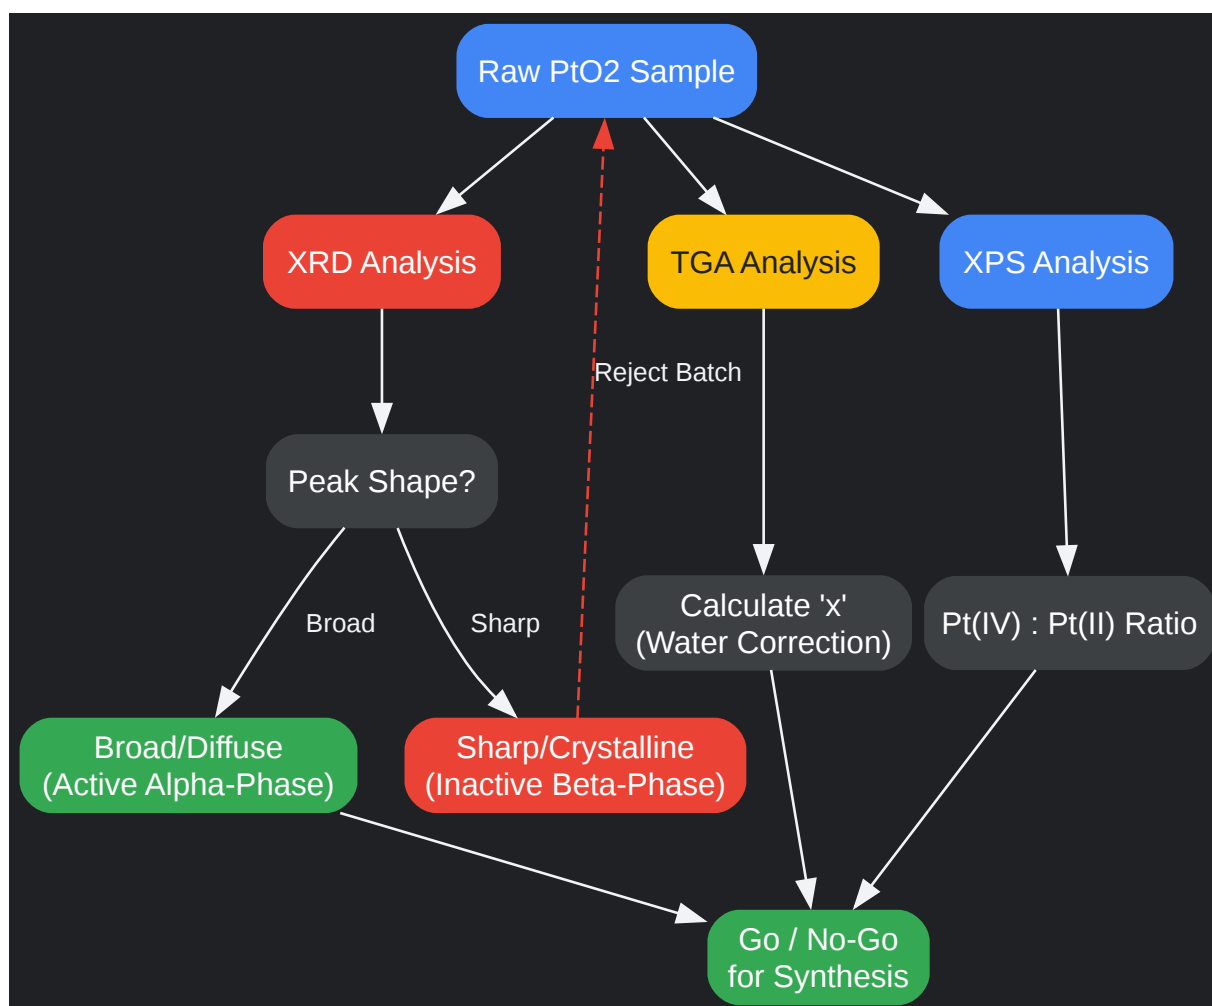 Raw PtO2 Sample
XRD Analysis
TGA Analysis
XPS Analysis
Reject Batch
Peak Shape?
Calculate 'x'
(Water Correction)
Pt(IV) : Pt(II) Ratio
Broad
Sharp
Broad/Diffuse
(Active Alpha-Phase)
Sharp/Crystalline
(Inactive Beta-Phase)
Go / No-Go
for Synthesis